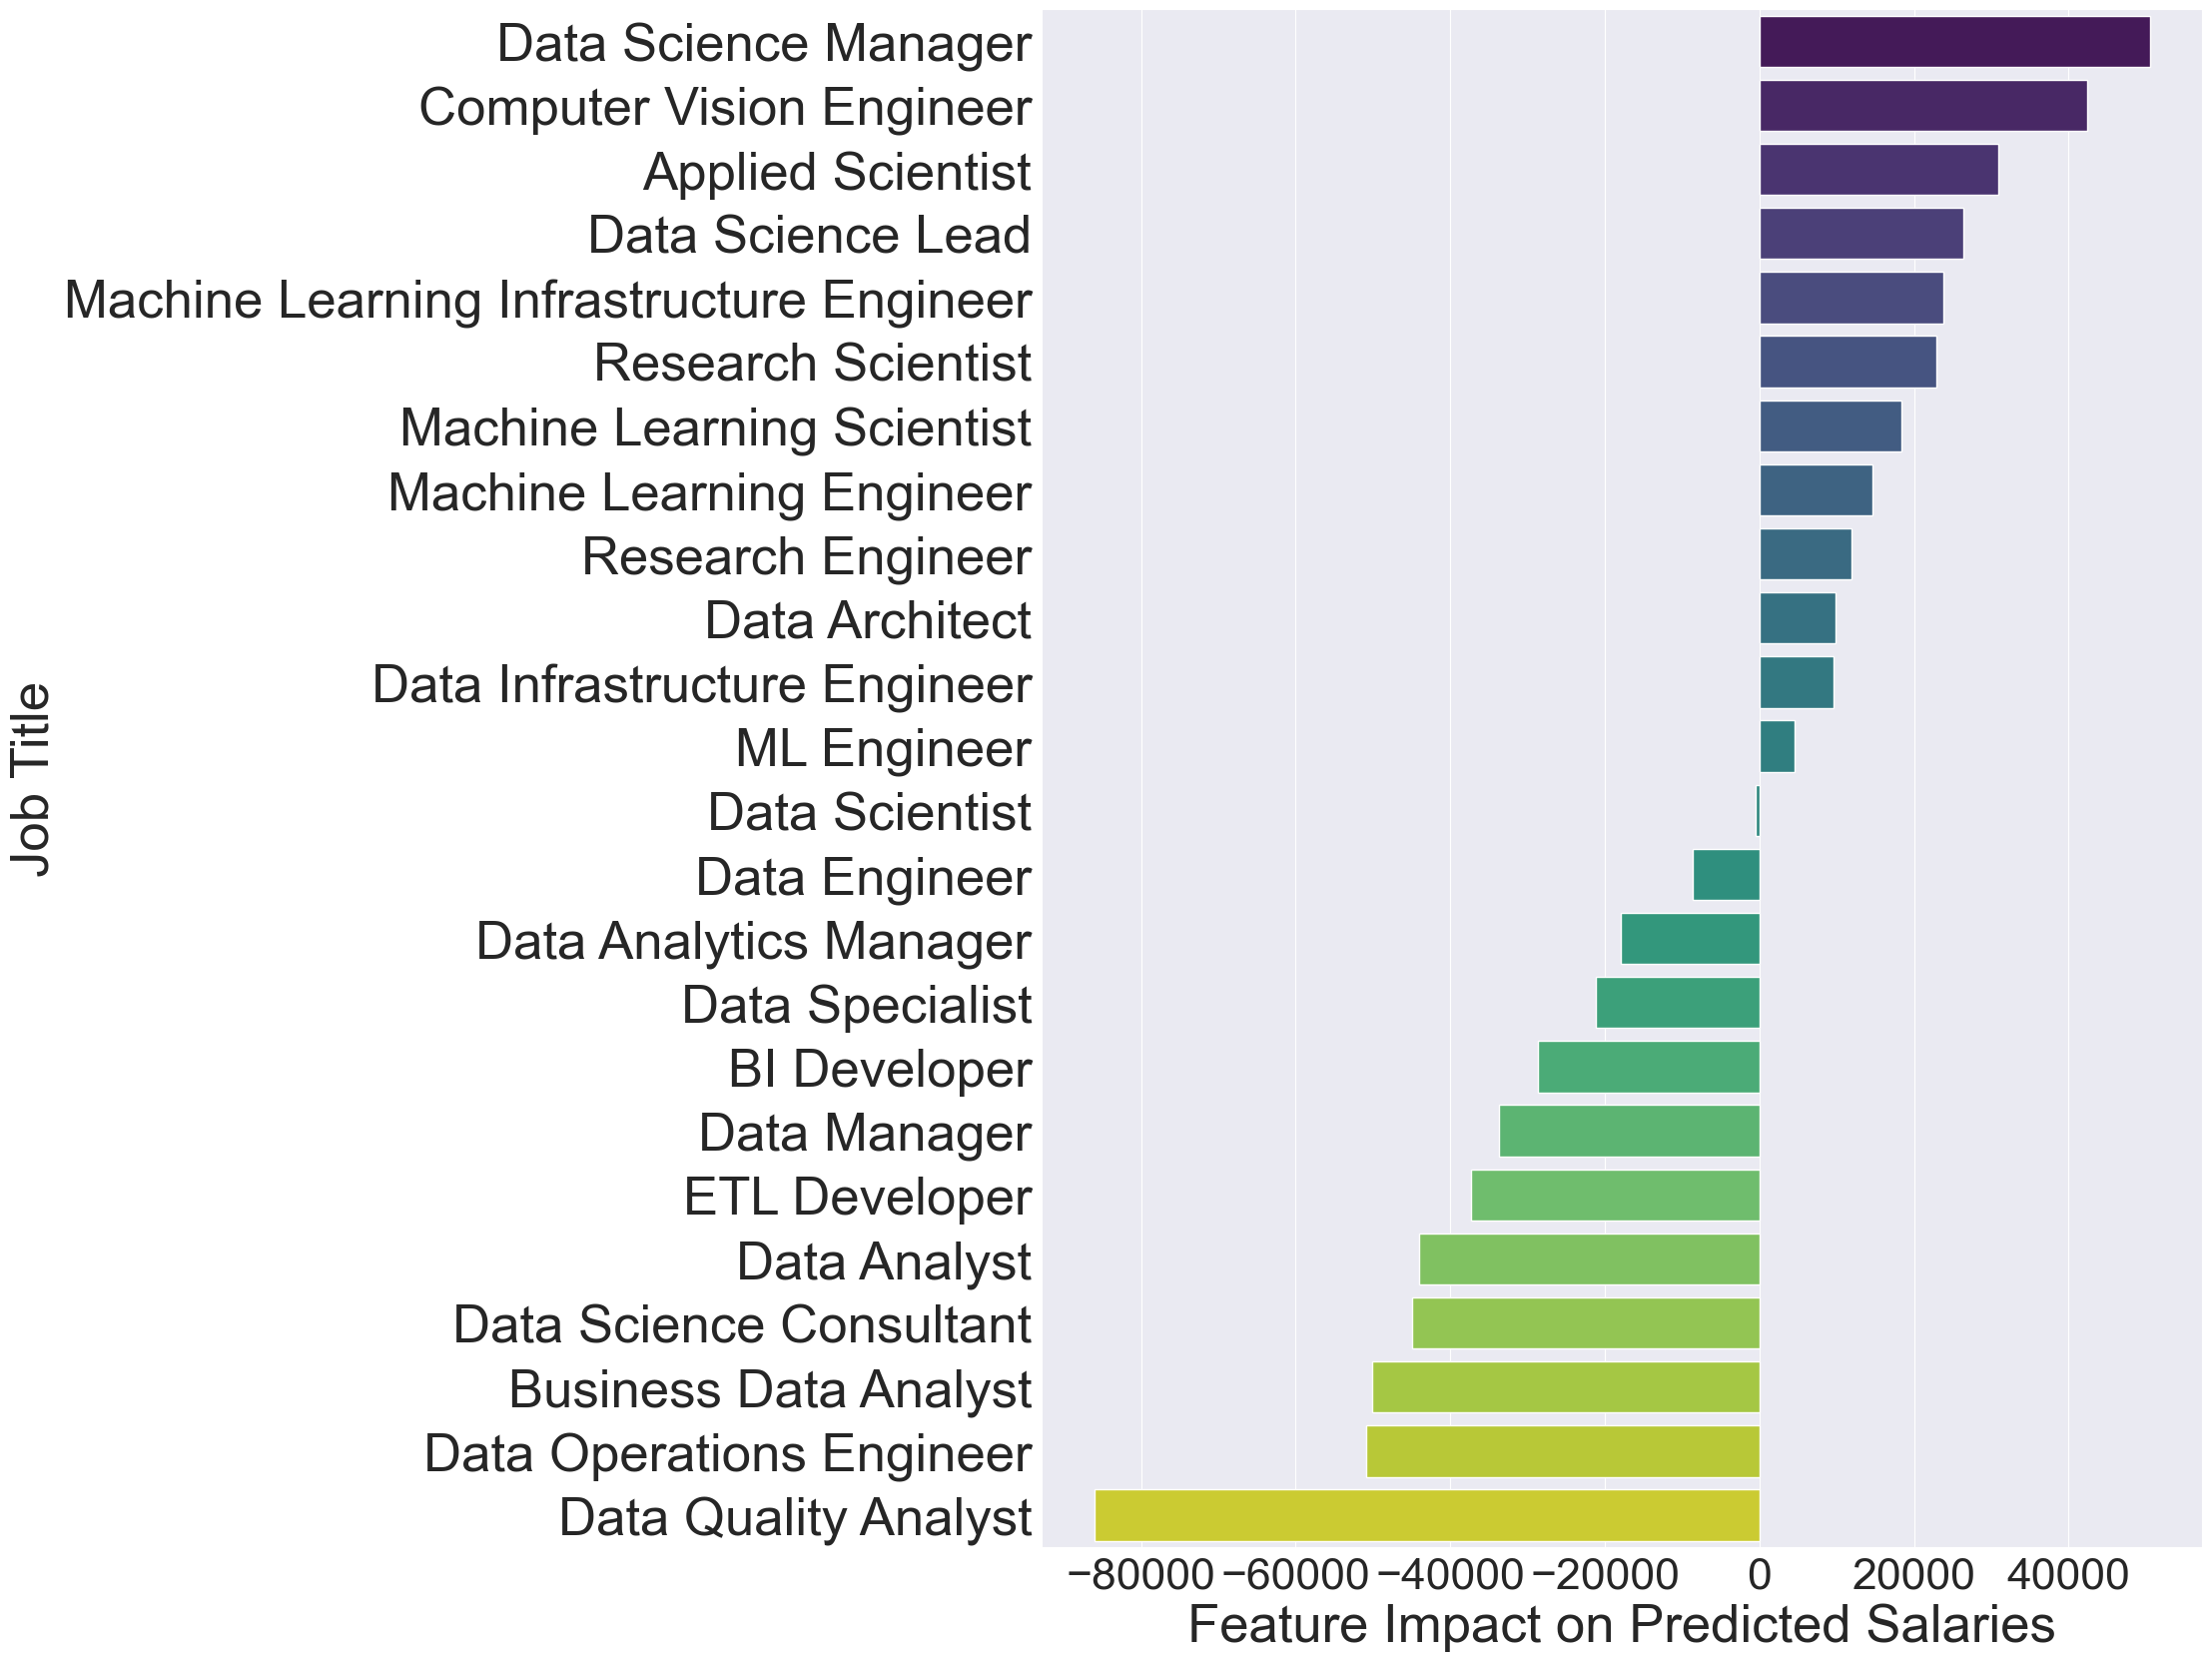 Data Science Manager
Computer Vision Engineer
Applied Scientist
Data Science Lead
Machine Learning Infrastructure Engineer
Research Scientist
Machine Learning Scientist
Machine Learning Engineer
Research Engineer
Data Architect
Data Infrastructure Engineer
ML Engineer
Data Scientist
Data Engineer
Data Analytics Manager
Data Specialist
BI Developer
Data Manager
ETL Developer
Data Analyst
Data Science Consultant
Business Data Analyst
Data Operations Engineer
Data Quality Analyst
Job Title
−80000 −60000 −40000 −20000 0 20000 40000
Feature Impact on Predicted Salaries